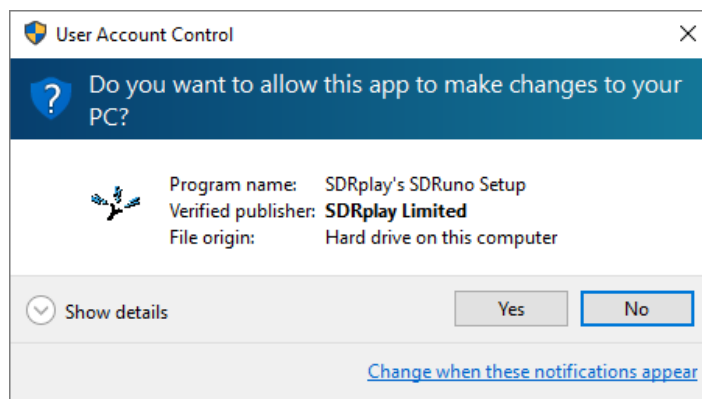 User Account Control
Do you want to allow this app to make changes to your
PC?
Program name: SDRplay's SDRuno Setup
Verified publisher: SDRplay Limited
File origin: Hard drive on this computer
Show details
Yes
No
Change when these notifications appear